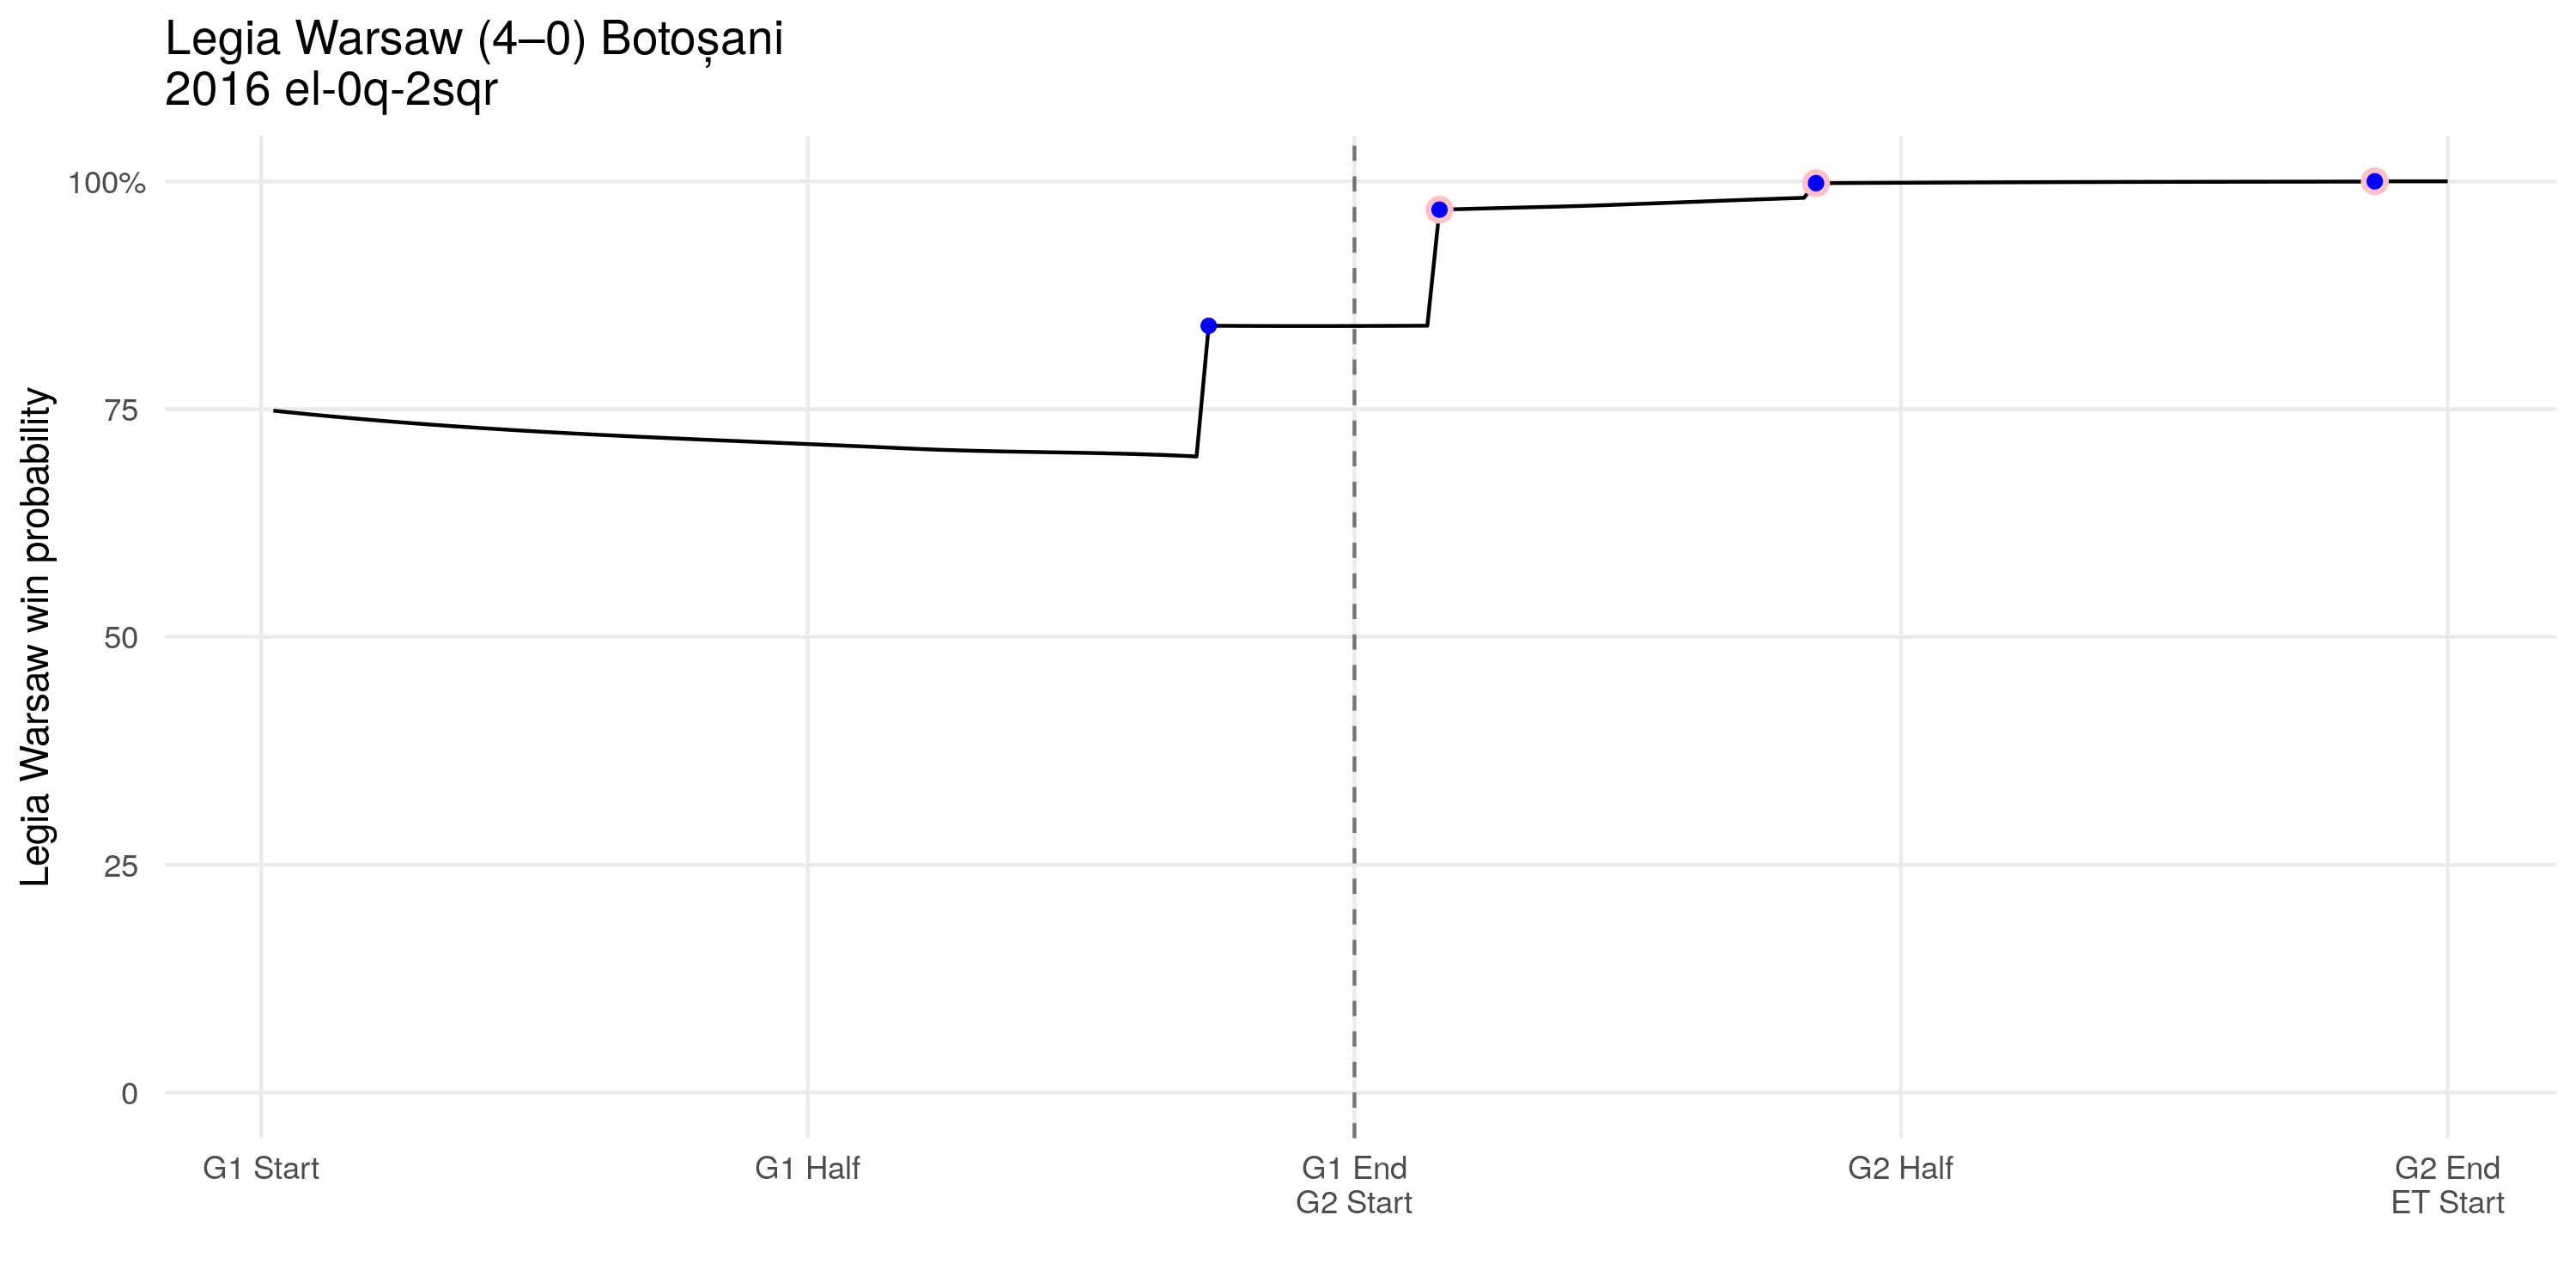 Legia Warsaw (4–0) Botoșani
2016 el-0q-2sqr
Legia Warsaw win probability
100%
75
50
25
0
G1 Start
G1 Half
G1 End
G2 Start
G2 Half
G2 End
ET Start